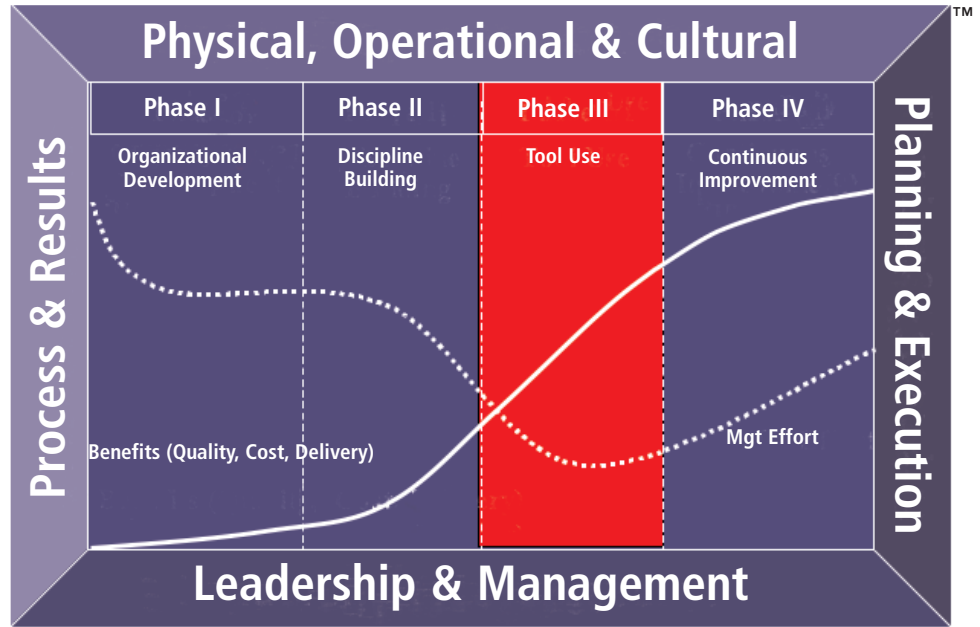 TM
Physical, Operational & Cultural
Phase I
Phase II
Phase III
Phase IV
Organizational
Development
Discipline
Building
Tool Use
Continuous
Improvement
Process & Results
Planning & Execution
Benefits (Quality, Cost, Delivery)
Mgt Effort
Leadership & Management